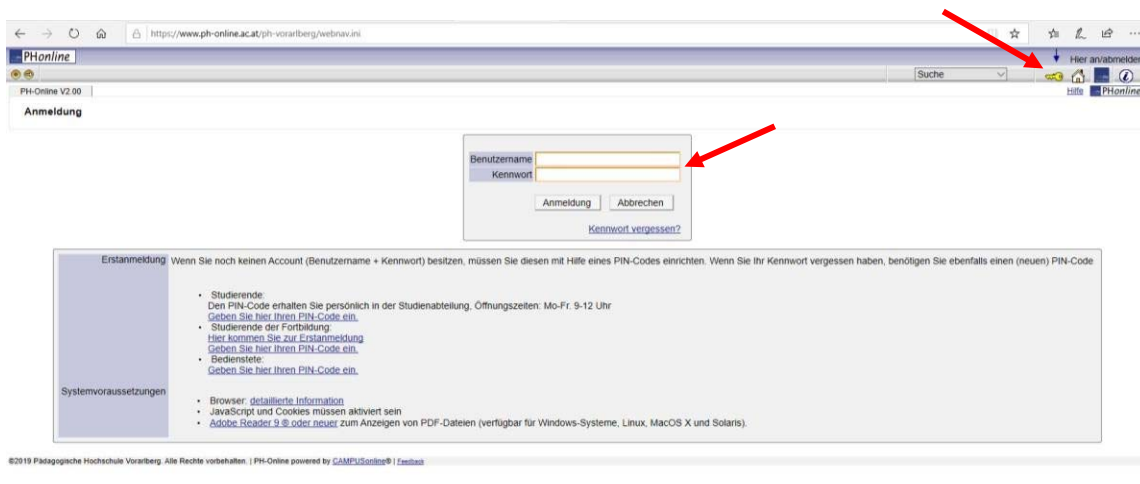 https://www.ph-online.ac.at/ph-vorarlberg/webnav.ini
PHonline
Hier an/abmelden
Suche
PH-Online V2.00
Hilfe PHonline
Anmeldung
Benutzername
Kennwort
Anmeldung Abbrechen
Kennwort vergessen?
Erstanmeldung Wenn Sie noch keinen Account (Benutzername + Kennwort) besitzen, müssen Sie diesen mit Hilfe eines PIN-Codes einrichten. Wenn Sie Ihr Kennwort vergessen haben, benötigen Sie ebenfalls einen (neuen) PIN-Code
• Studierende:
Den PIN-Code erhalten Sie persönlich in der Studienabteilung, Öffnungszeiten: Mo-Fr. 9-12 Uhr
Geben Sie hier Ihren PIN-Code ein.
• Studierende der Fortbildung:
Hier kommen Sie zur Erstanmeldung
Geben Sie hier Ihren PIN-Code ein.
• Bedienstete:
Geben Sie hier Ihren PIN-Code ein.
Systemvoraussetzungen
• Browser: detaillierte Information
• JavaScript und Cookies müssen aktiviert sein
• Adobe Reader 9 ® oder neuer zum Anzeigen von PDF-Dateien (verfügbar für Windows-Systeme, Linux, MacOS X und Solaris).
©2019 Pädagogische Hochschule Vorarlberg. Alle Rechte vorbehalten. | PH-Online powered by CAMPUSonline® | Feedback